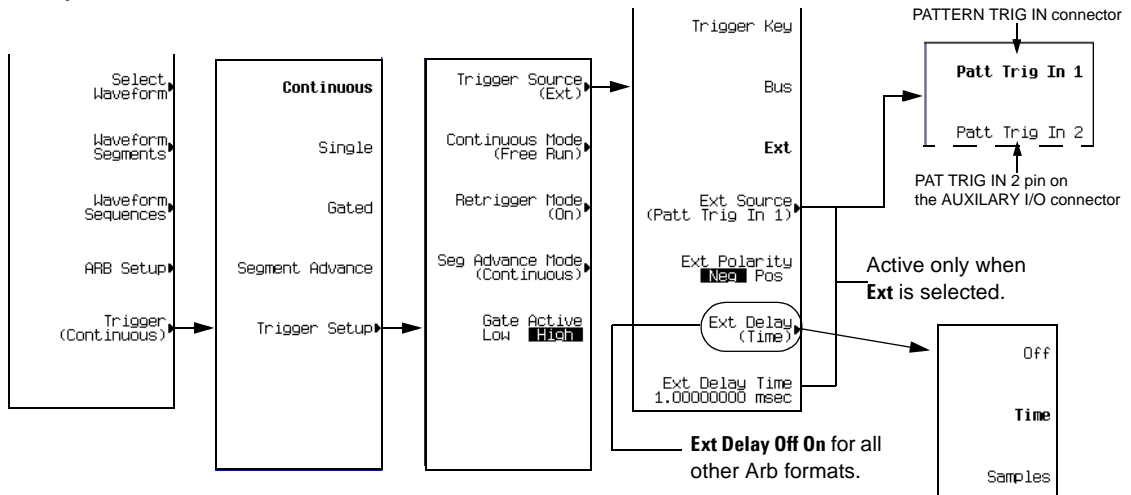 Select
Waveform
Waveform
Segments
Waveform
Sequences
ARB Setup
Trigger
(Continuous)
Continuous
Single
Gated
Segment Advance
Trigger Setup
Trigger Source
(Ext)
Continuous Mode
(Free Run)
Retrigger Mode
(On)
Seg Advance Mode
(Continuous)
Gate Active
Low High
Trigger Key
Bus
Ext
Ext Source
(Patt Trig In 1)
Ext Polarity
Neg Pos
Ext Delay
(Time)
Ext Delay Time
1.00000000 msec
PATTERN TRIG IN connector
Patt Trig In 1
Patt Trig In 2
PAT TRIG IN 2 pin on
the AUXILARY I/O connector
Active only when
Ext is selected.
Off
Time
Samples
Ext Delay Off On for all
other Arb formats.